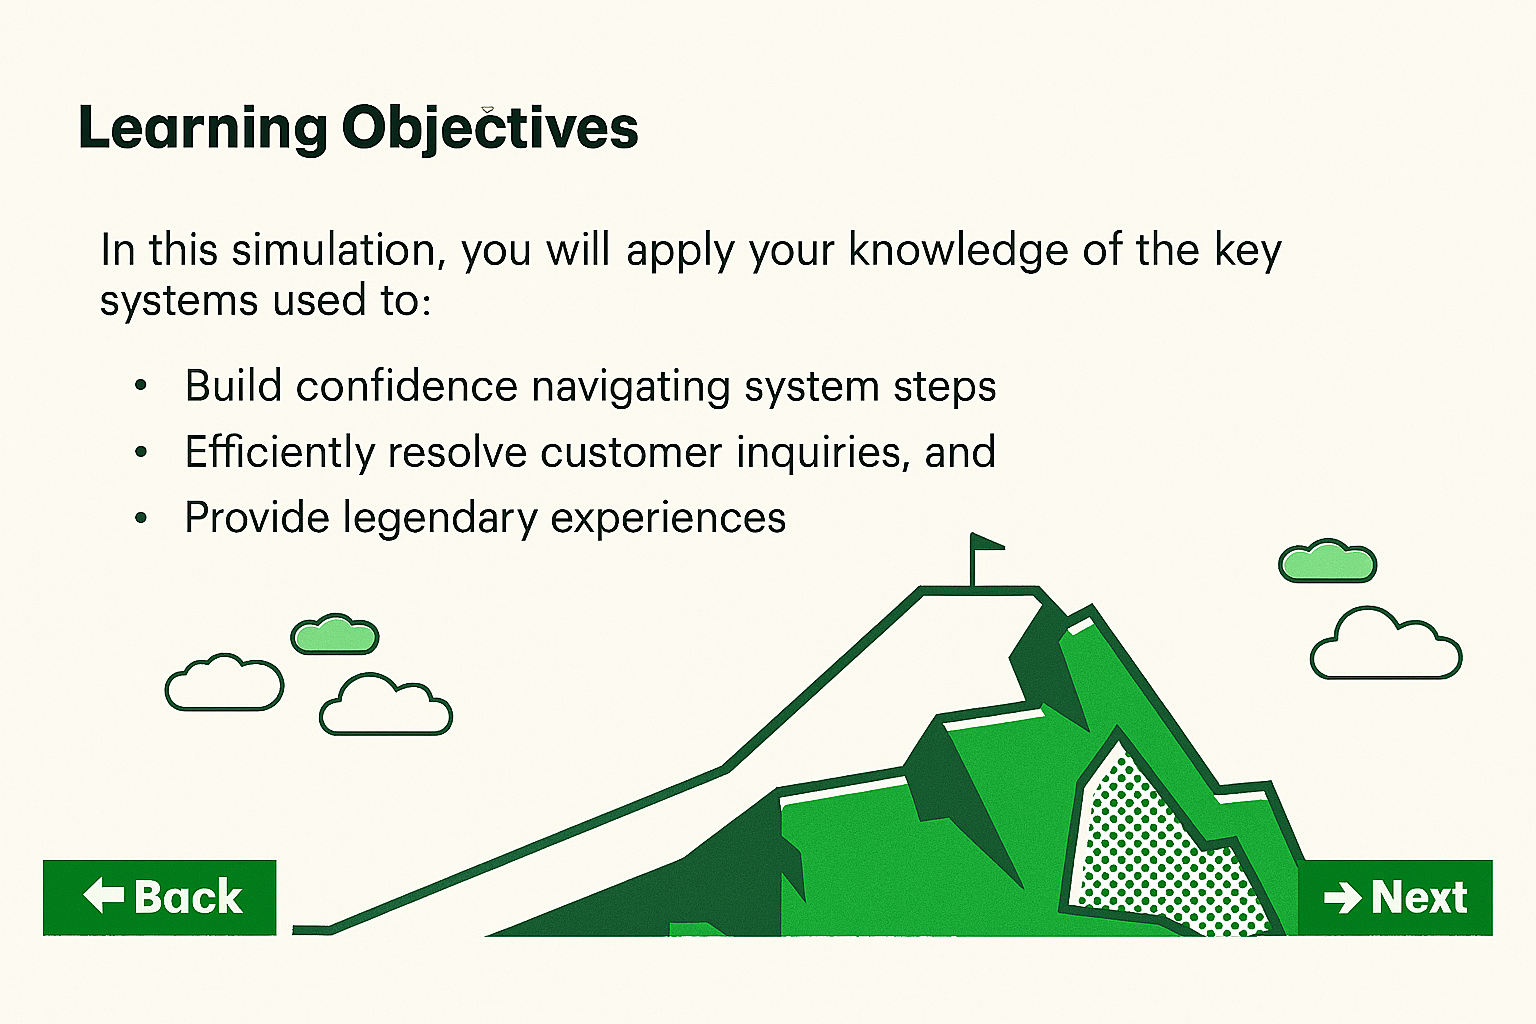 Learning Objectives
In this simulation, you will apply your knowledge of the key
systems used to:
• Build confidence navigating system steps
• Efficiently resolve customer inquiries, and
• Provide legendary experiences
← Back
→ Next